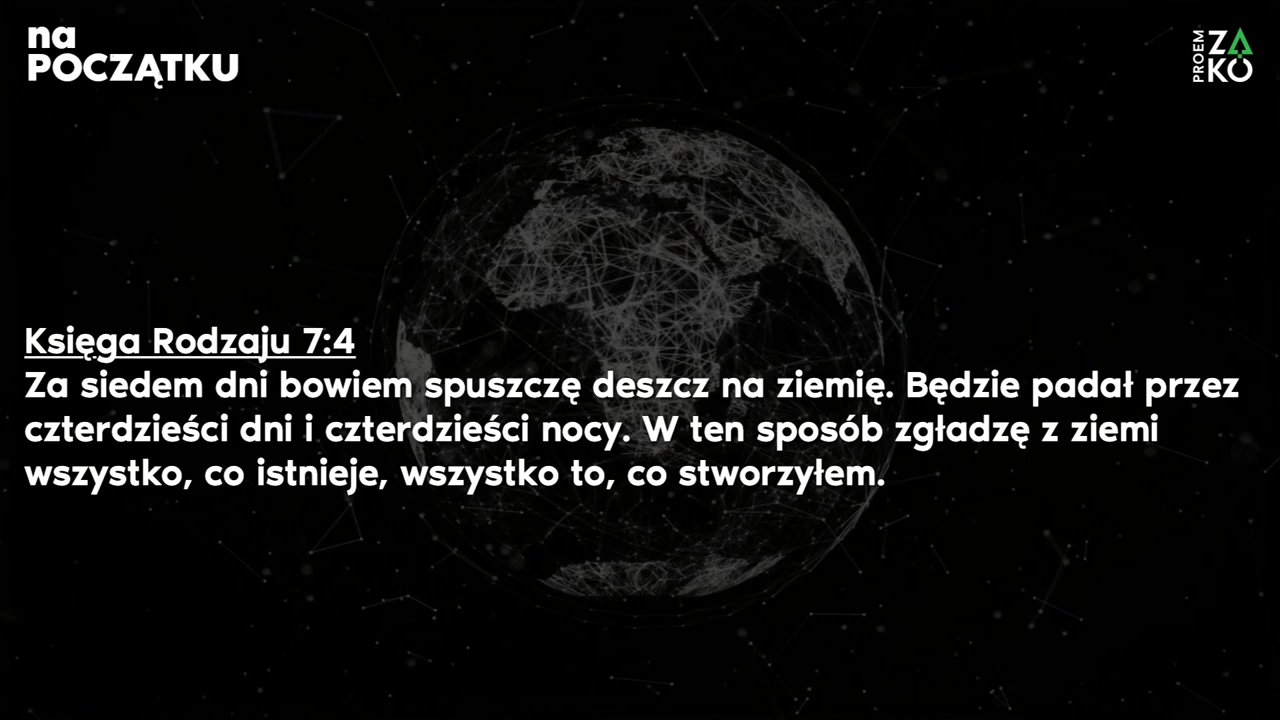 na
POCZĄTKU
PROEM
ZA
KO
Księga Rodzaju 7:4
Za siedem dni bowiem spuszczę deszcz na ziemię. Będzie padał przez
czterdzieści dni i czterdzieści nocy. W ten sposób zgładzę z ziemi
wszystko, co istnieje, wszystko to, co stworzyłem.